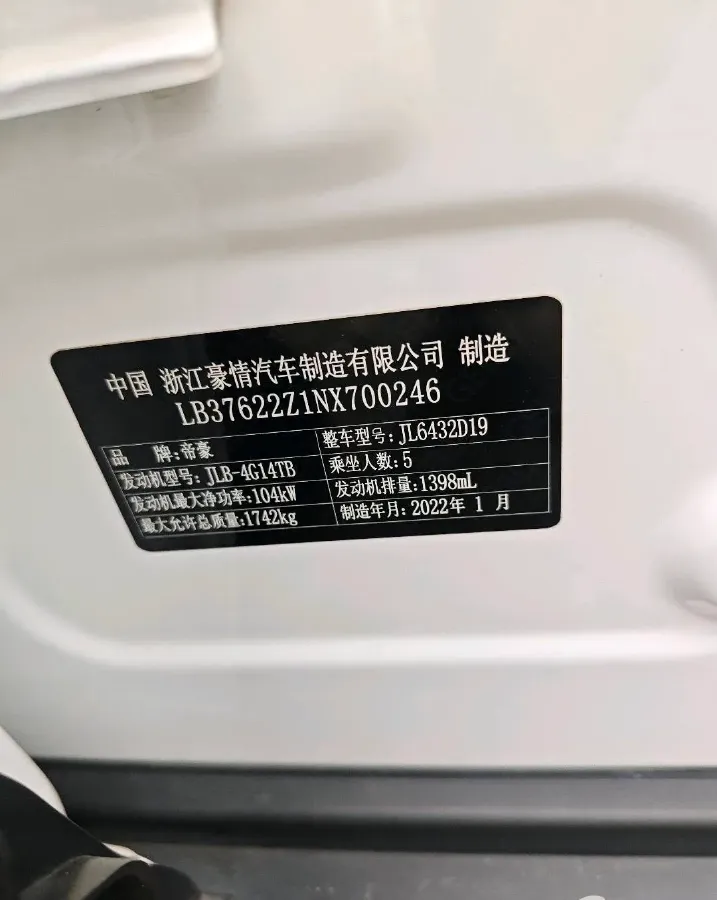 中国 浙江豪情汽车制造有限公司 制造
LB37622Z1NX700246
品 牌:帝豪 整车型号:JL6432D19
发动机型号:JLB-4G14TB 乘坐人数:5
发动机最大净功率:104kW 发动机排量:1398mL
最大允许总质量:1742kg 制造年月:2022年 1 月